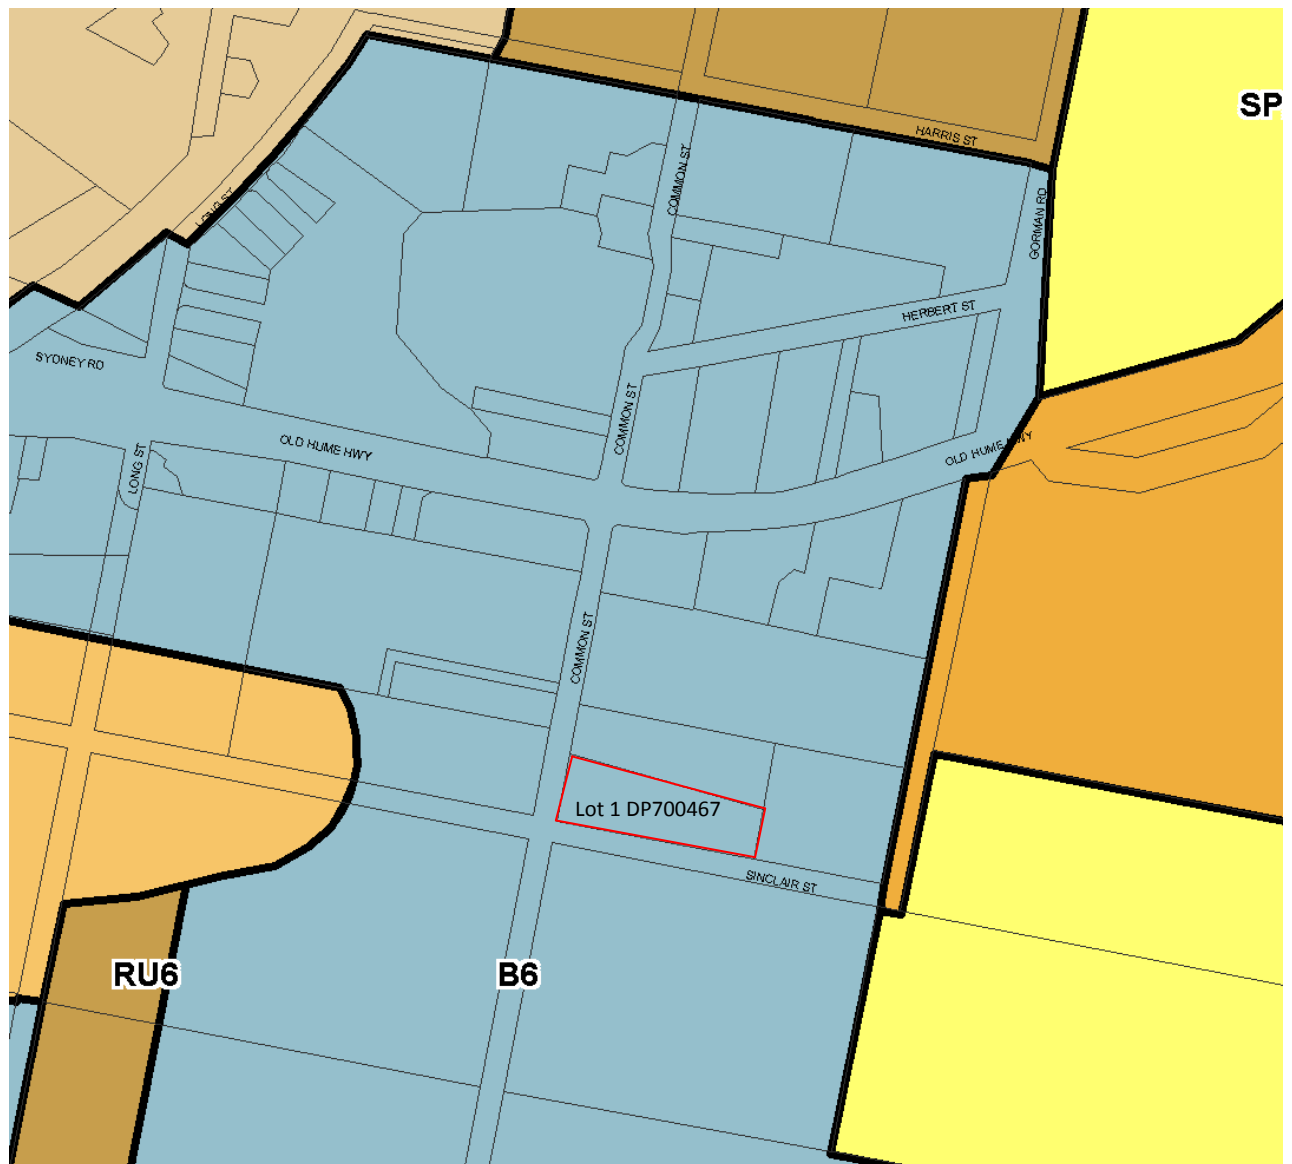 SP
HARRIS ST
COMMON ST
LONG ST
GORMAN RD
HERBERT ST
SYDNEY RD
COMMON ST
OLD HUME HWY
OLD HUME HWY
LONG ST
COMMON ST
Lot 1 DP700467
SINCLAIR ST
RU6
B6